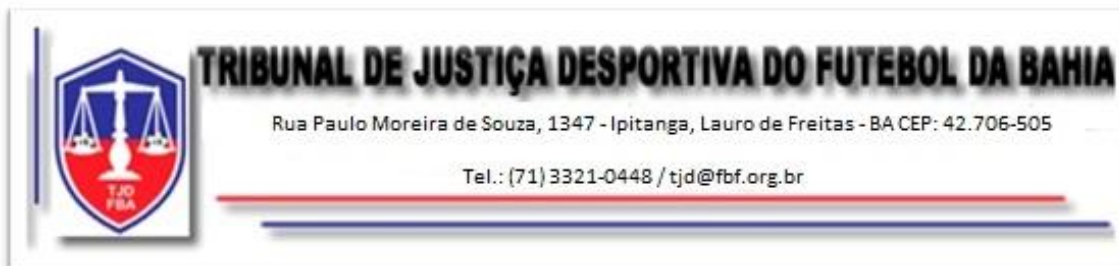 TRIBUNAL DE JUSTIÇA DESPORTIVA DO FUTEBOL DA BAHIA
Rua Paulo Moreira de Souza, 1347 - Ipitanga, Lauro de Freitas - BA CEP: 42.706-505
Tel.: (71) 3321-0448 / tjd@fbf.org.br
TJD
FBA